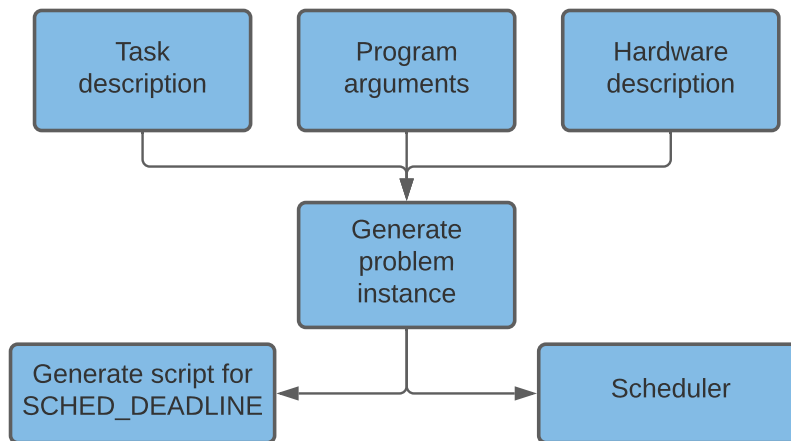 Task
description
Program
arguments
Hardware
description
Generate
problem
instance
Generate script for
SCHED_DEADLINE
Scheduler